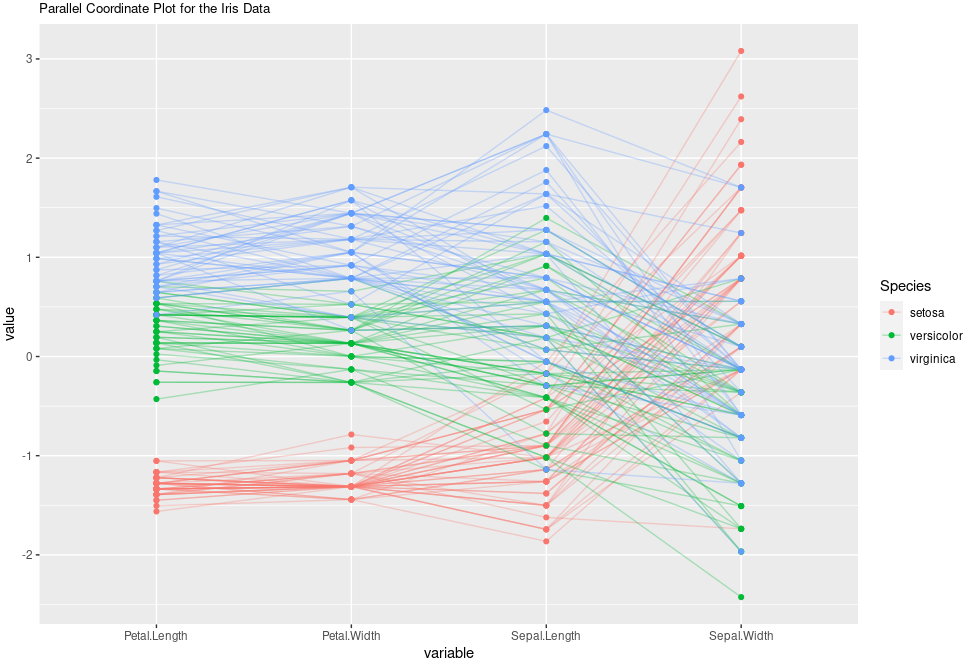 Parallel Coordinate Plot for the Iris Data
3
2
1
0
-1
-2
value
Petal.Length
Petal.Width
Sepal.Length
Sepal.Width
variable
Species
setosa
versicolor
virginica